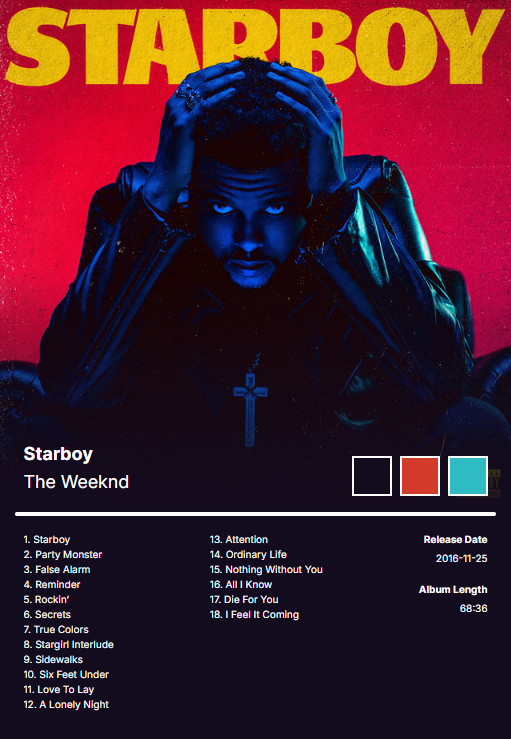 STARBOY
Starboy
The Weeknd
1. Starboy
2. Party Monster
3. False Alarm
4. Reminder
5. Rockin'
6. Secrets
7. True Colors
8. Stargirl Interlude
9. Sidewalks
10. Six Feet Under
11. Love To Lay
12. A Lonely Night
13. Attention
14. Ordinary Life
15. Nothing Without You
16. All I Know
17. Die For You
18. I Feel It Coming
Release Date
2016-11-25
Album Length
68:36